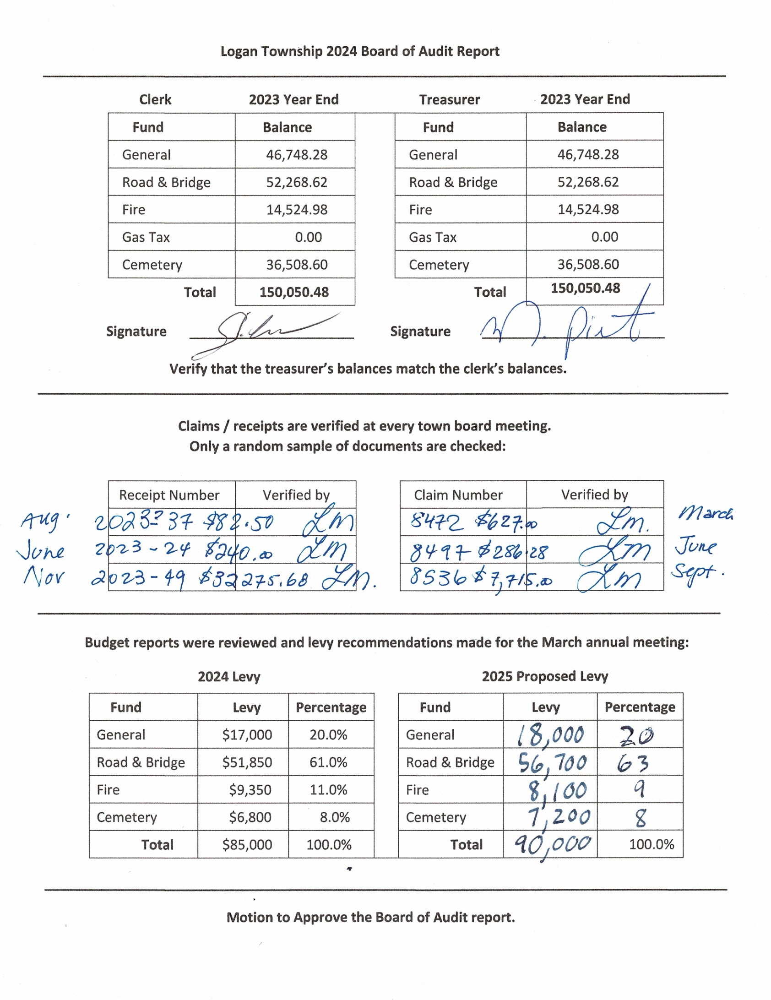 Logan Township 2024 Board of Audit Report
Clerk 2023 Year End Treasurer 2023 Year End
Fund Balance Fund Balance
General 46,748.28 General 46,748.28
Road & Bridge 52,268.62 Road & Bridge 52,268.62
Fire 14,524.98 Fire 14,524.98
Gas Tax 0.00 Gas Tax 0.00
Cemetery 36,508.60 Cemetery 36,508.60
Total 150,050.48 Total 150,050.48
Signature Signature
Verify that the treasurer's balances match the clerk's balances.
Claims / receipts are verified at every town board meeting.
Only a random sample of documents are checked:
Receipt Number Verified by Claim Number Verified by
Aug. 2023-37 $82.50 LM 8472 $627.00 LM. March
June 2023-24 $240.00 LM 8497 $286.28 LM June
Nov 2023-49 $32275.68 LM. 8536 $7,715.00 LM Sept.
Budget reports were reviewed and levy recommendations made for the March annual meeting:
2024 Levy 2025 Proposed Levy
Fund Levy Percentage Fund Levy Percentage
General $17,000 20.0% General 18,000 20
Road & Bridge $51,850 61.0% Road & Bridge 56,700 63
Fire $9,350 11.0% Fire 8,100 9
Cemetery $6,800 8.0% Cemetery 7,200 8
Total $85,000 100.0% Total 90,000 100.0%
Motion to Approve the Board of Audit report.